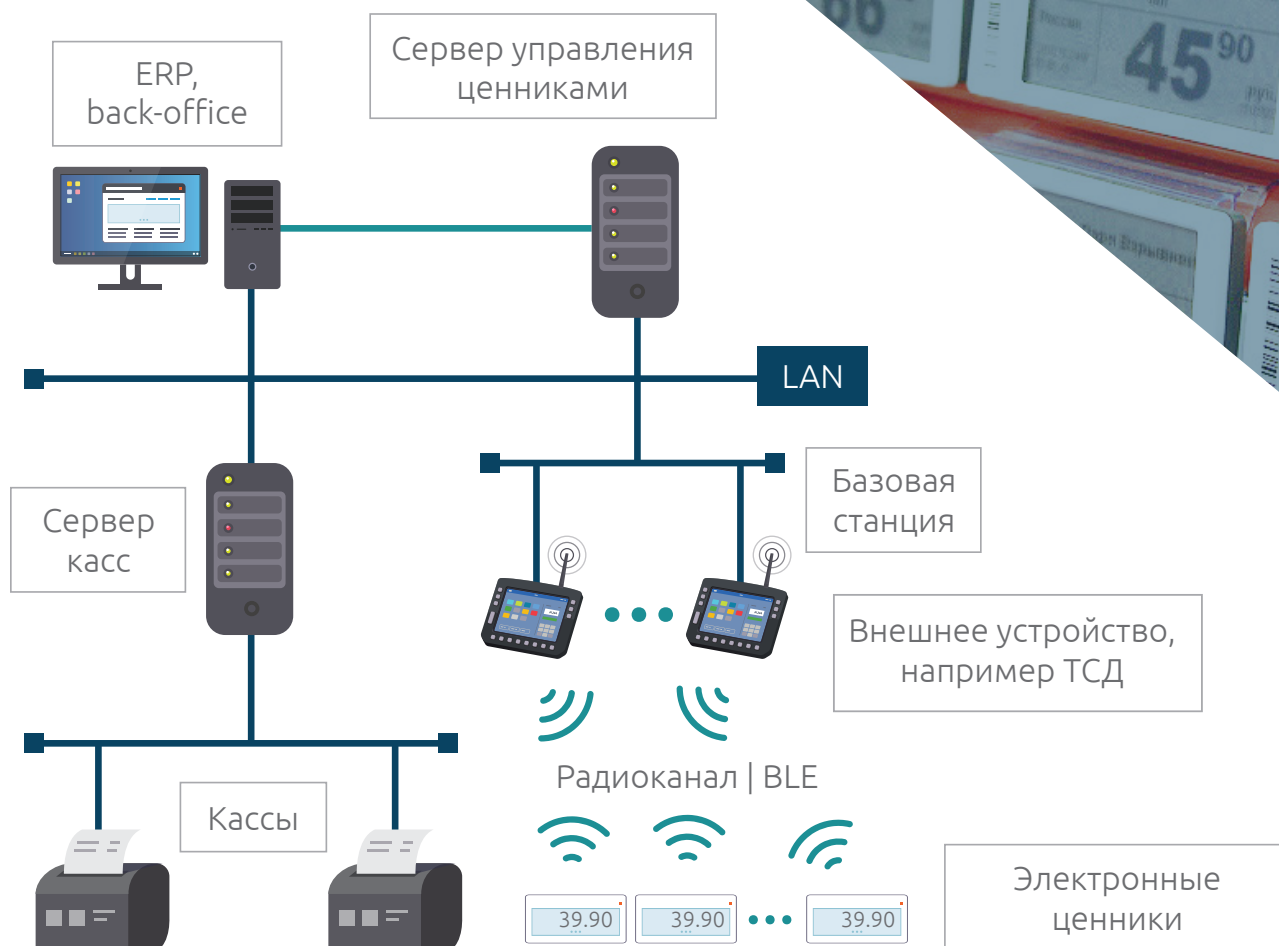 ERP,
back-office
Сервер управления
ценниками
45 90
LAN
Сервер
касс
Базовая
станция
Внешнее устройство,
например ТСД
Радиоканал | BLE
Кассы
39.90
39.90
39.90
Электронные
ценники